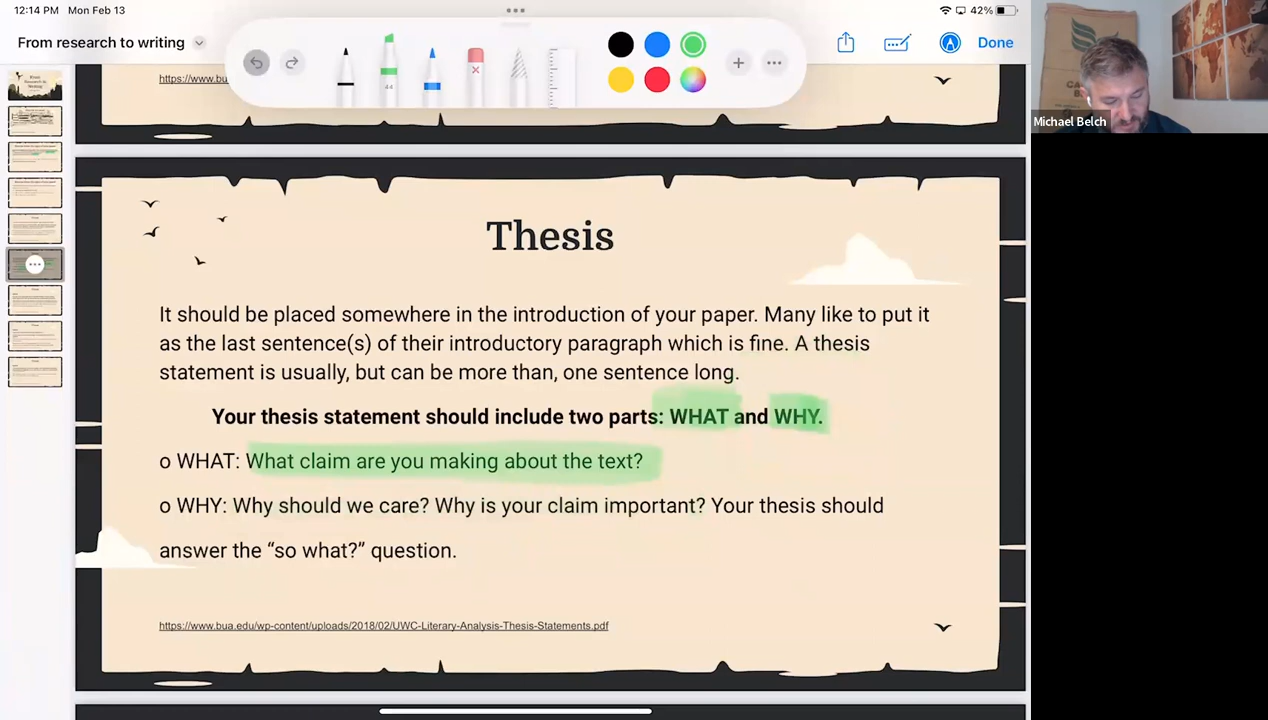 12:14 PM Mon Feb 13
42%
From research to writing
Done
44
https://www.bu
Michael Belch
Thesis
It should be placed somewhere in the introduction of your paper. Many like to put it
as the last sentence(s) of their introductory paragraph which is fine. A thesis
statement is usually, but can be more than, one sentence long.
Your thesis statement should include two parts: WHAT and WHY.
o WHAT: What claim are you making about the text?
o WHY: Why should we care? Why is your claim important? Your thesis should
answer the “so what?” question.
https://www.bua.edu/wp-content/uploads/2018/02/UWC-Literary-Analysis-Thesis-Statements.pdf